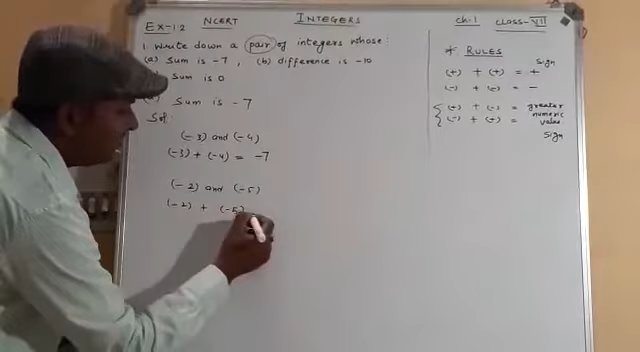 Ex-1.2 NCERT INTEGERS Ch:1 CLASS-VII
1. Write down a pair of integers whose:
(a) Sum is -7, (b) difference is -10
Sum is 0
Sum is -7
Sol:
(-3) and (-4)
(-3) + (-4) = -7
(-2) and (-5)
(-2) + (-5)
* RULES
sign
(+) + (+) = +
(-) + (-) = -
(+) + (-) = greater
(-) + (+) = numeric
value
sign